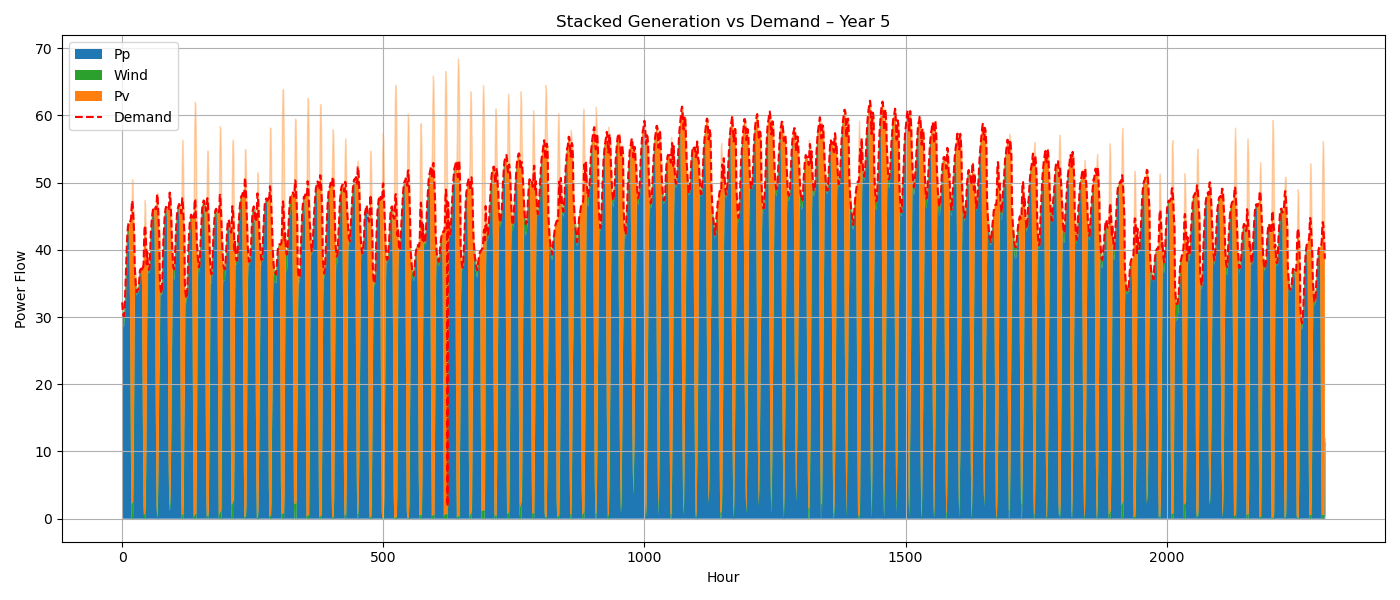 Stacked Generation vs Demand – Year 5
Pp
Wind
Pv
Demand
Power Flow
70
60
50
40
30
20
10
0
0 500 1000 1500 2000
Hour